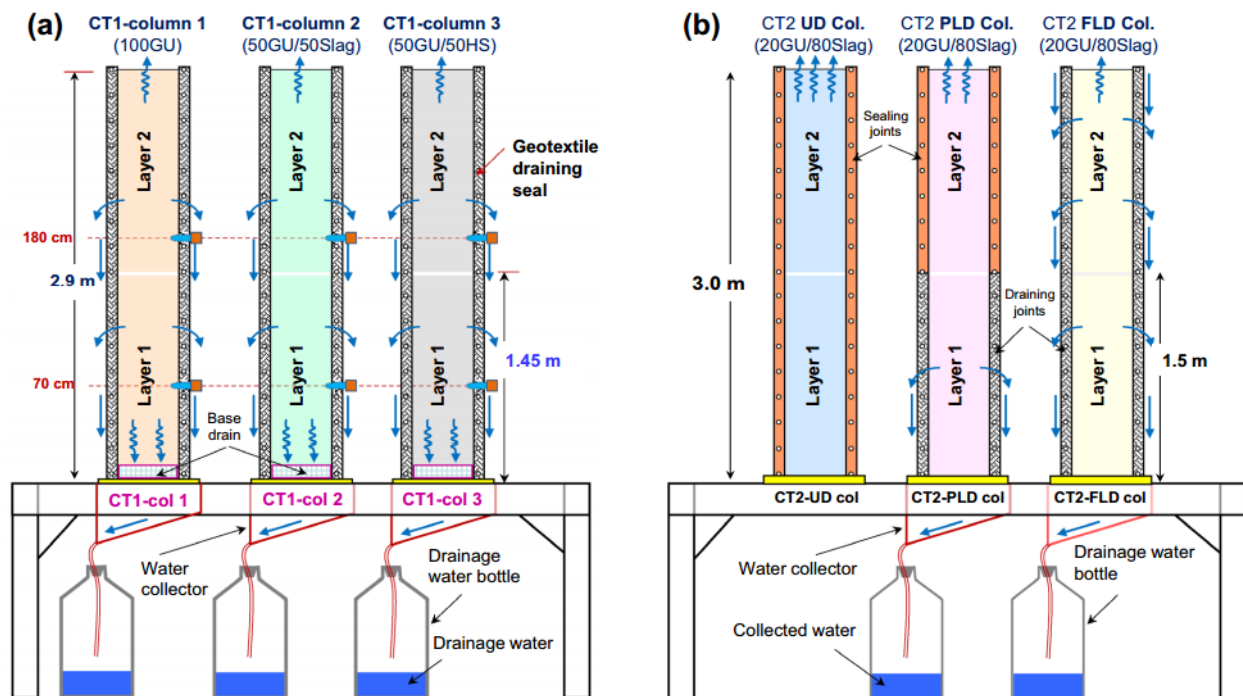 (a)
CT1-column 1
(100GU)
CT1-column 2
(50GU/50Slag)
CT1-column 3
(50GU/50HS)
Layer 2
Layer 2
Layer 2
Geotextile
draining
seal
180 cm
2.9 m
70 cm
1.45 m
Layer 1
Layer 1
Layer 1
Base
drain
CT1-col 1
CT1-col 2
CT1-col 3
Water
collector
Drainage
water bottle
Drainage water
(b)
CT2 UD Col.
(20GU/80Slag)
CT2 PLD Col.
(20GU/80Slag)
CT2 FLD Col.
(20GU/80Slag)
Sealing
joints
Layer 2
Layer 2
Layer 2
3.0 m
Draining
joints
1.5 m
Layer 1
Layer 1
Layer 1
CT2-UD col
CT2-PLD col
CT2-FLD col
Water collector
Drainage water
bottle
Collected water